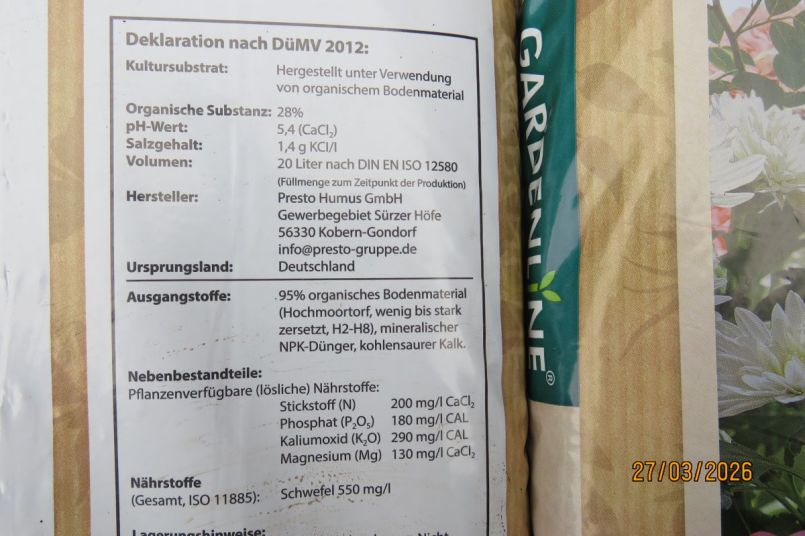 Deklaration nach DüMV 2012:
Kultursubstrat: Hergestellt unter Verwendung
von organischem Bodenmaterial
Organische Substanz: 28%
pH-Wert: 5,4 (CaCl₂)
Salzgehalt: 1,4 g KCl/l
Volumen: 20 Liter nach DIN EN ISO 12580
(Füllmenge zum Zeitpunkt der Produktion)
Hersteller: Presto Humus GmbH
Gewerbegebiet Sürzer Höfe
56330 Kobern-Gondorf
info@presto-gruppe.de
Ursprungsland: Deutschland
Ausgangstoffe: 95% organisches Bodenmaterial
(Hochmoortorf, wenig bis stark
zersetzt, H2-H8), mineralischer
NPK-Dünger, kohlensaurer Kalk.
Nebenbestandteile:
Pflanzenverfügbare (lösliche) Nährstoffe:
Stickstoff (N) 200 mg/l CaCl₂
Phosphat (P₂O₅) 180 mg/l CAL
Kaliumoxid (K₂O) 290 mg/l CAL
Magnesium (Mg) 130 mg/l CaCl₂
Nährstoffe
(Gesamt, ISO 11885): Schwefel 550 mg/l
Lagerungshinweise: Nicht
GARDENLINE®
27/03/2026